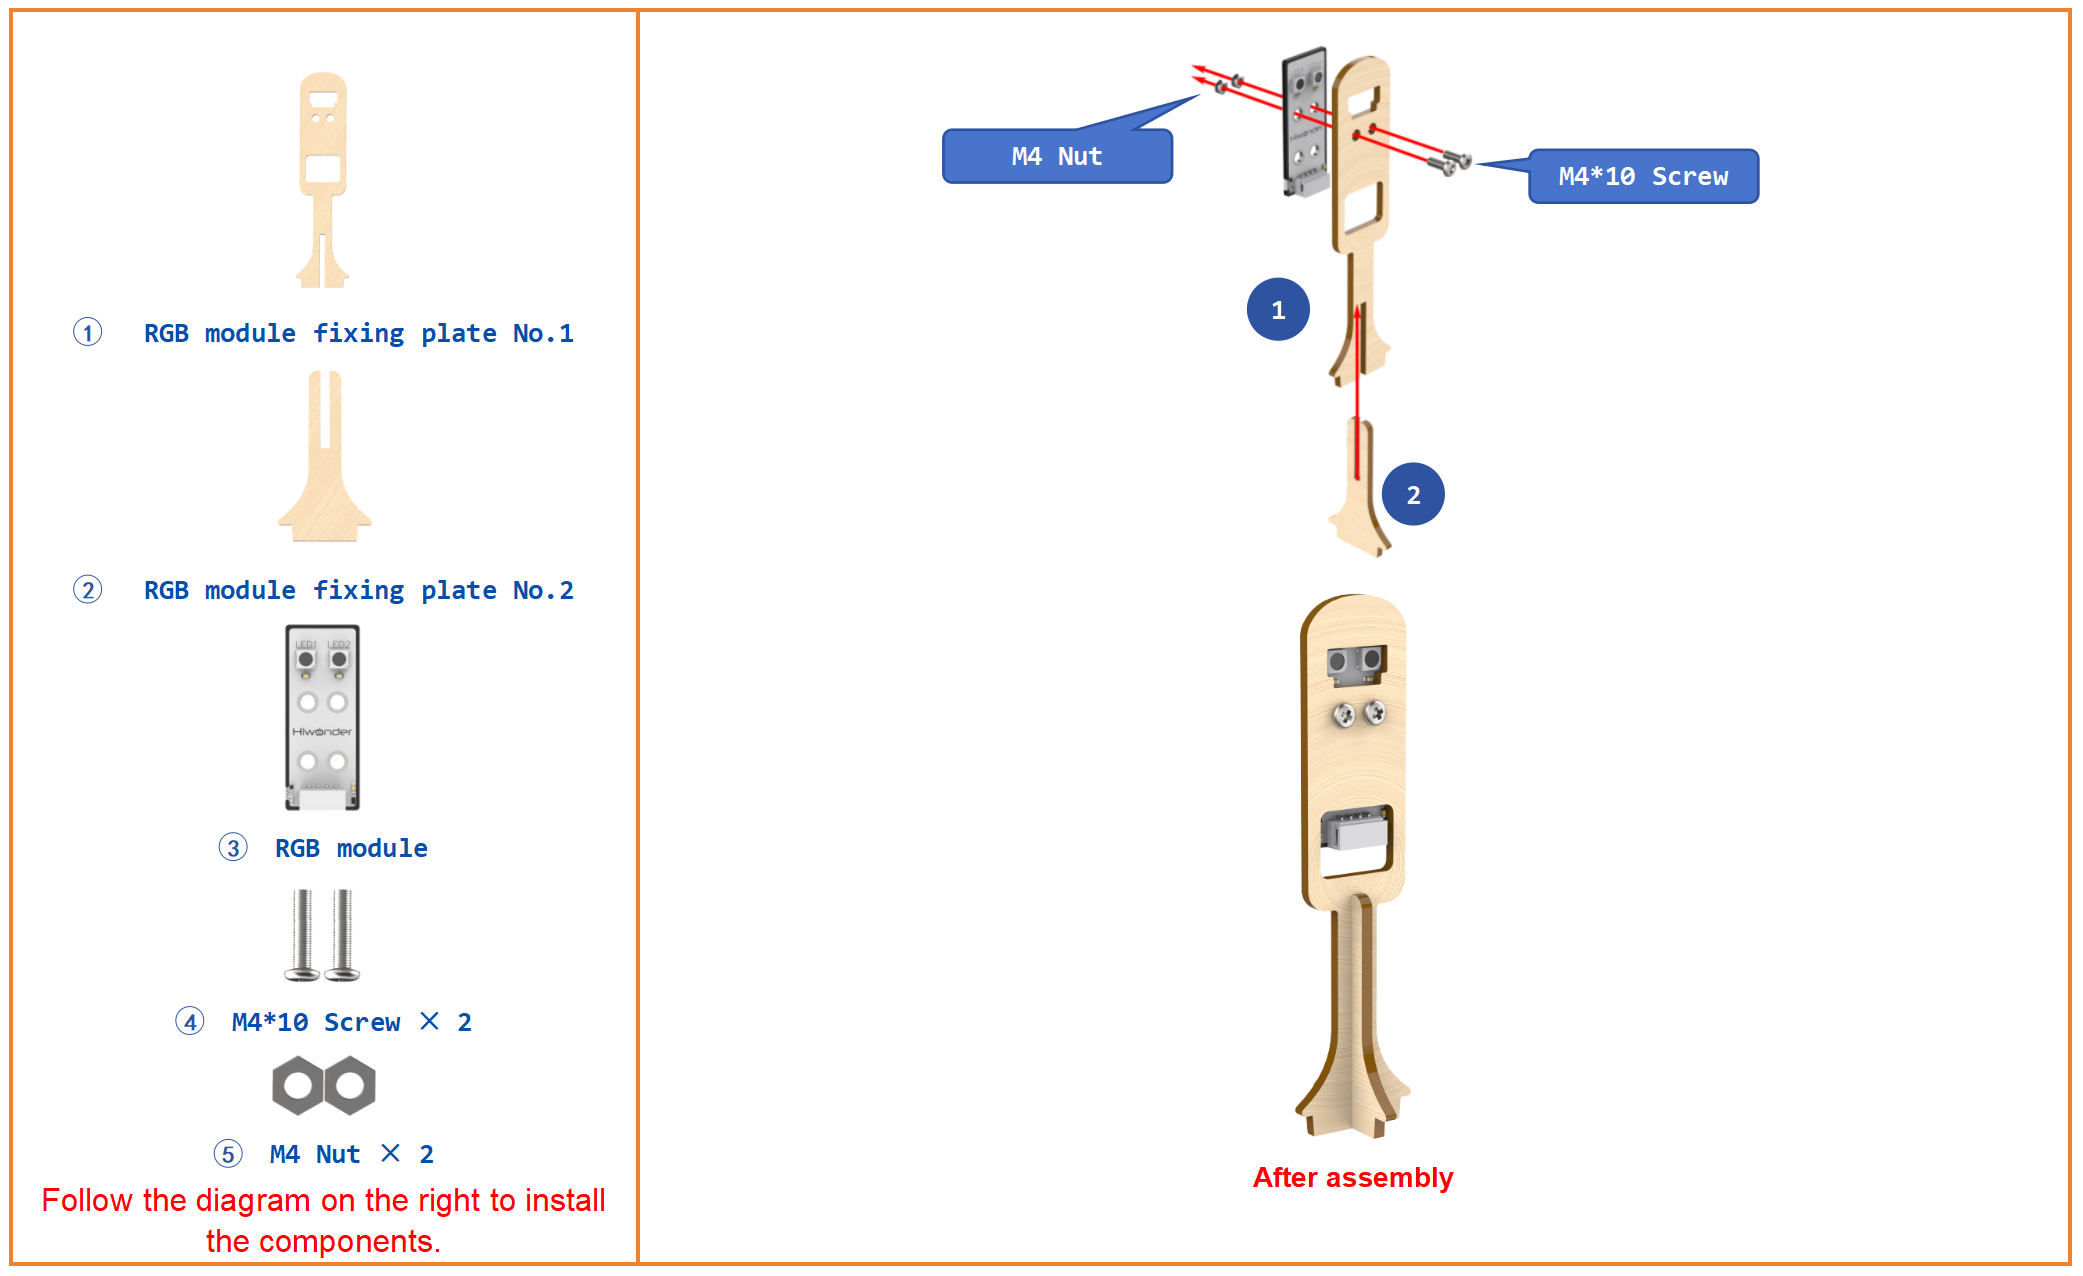 ① RGB module fixing plate No.1
② RGB module fixing plate No.2
LED1 LED2
Hiwonder
③ RGB module
④ M4*10 Screw × 2
⑤ M4 Nut × 2
Follow the diagram on the right to install
the components.
Hiwonder
M4 Nut
M4*10 Screw
1
2
After assembly